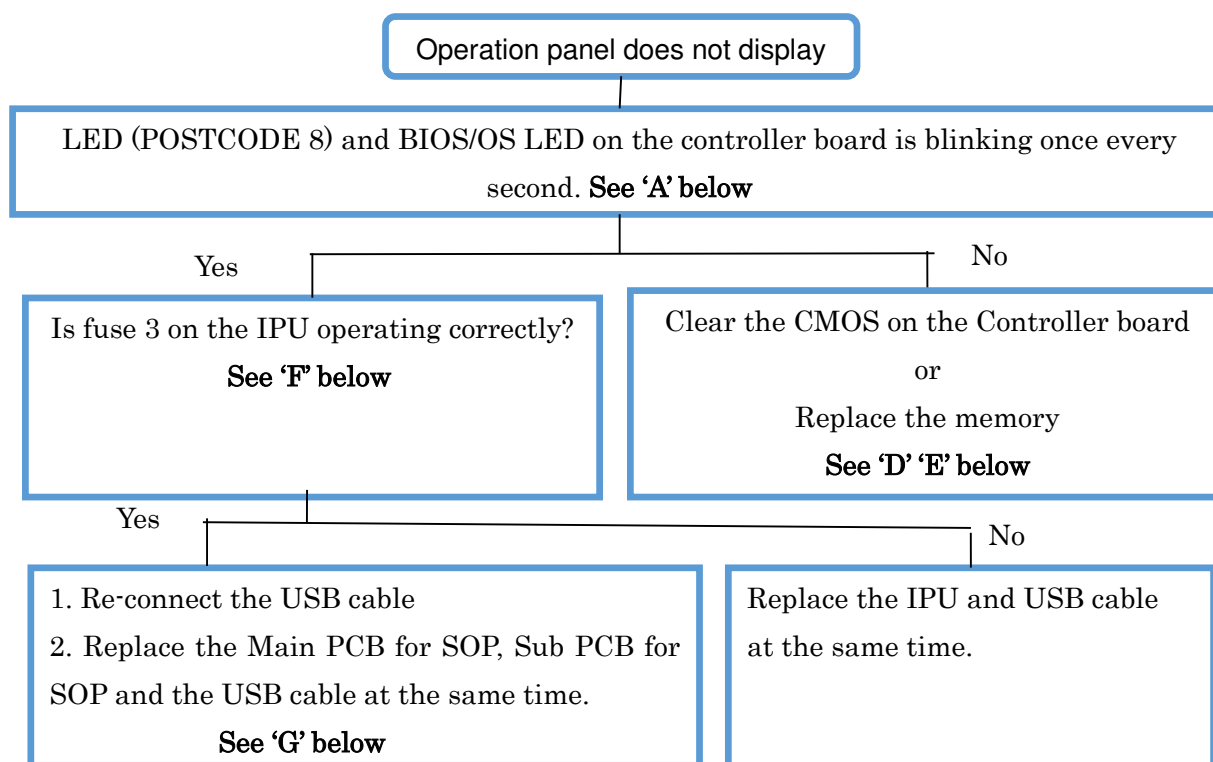 Operation panel does not display
LED (POSTCODE 8) and BIOS/OS LED on the controller board is blinking once every
second. See ‘A’ below
Yes
No
Is fuse 3 on the IPU operating correctly?
See ‘F’ below
Clear the CMOS on the Controller board
or
Replace the memory
See ‘D’ ‘E’ below
Yes
No
1. Re-connect the USB cable
2. Replace the Main PCB for SOP, Sub PCB for
SOP and the USB cable at the same time.
See ‘G’ below
Replace the IPU and USB cable
at the same time.